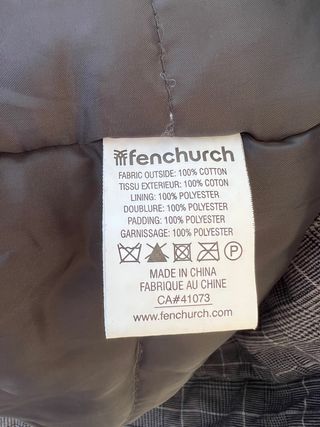 fenchurch
FABRIC OUTSIDE: 100% COTTON
TISSU EXTERIEUR: 100% COTON
LINING: 100% POLYESTER
DOUBLURE: 100% POLYESTER
PADDING: 100% POLYESTER
GARNISSAGE: 100% POLYESTER
P
MADE IN CHINA
FABRIQUE AU CHINE
CA#41073
www.fenchurch.com